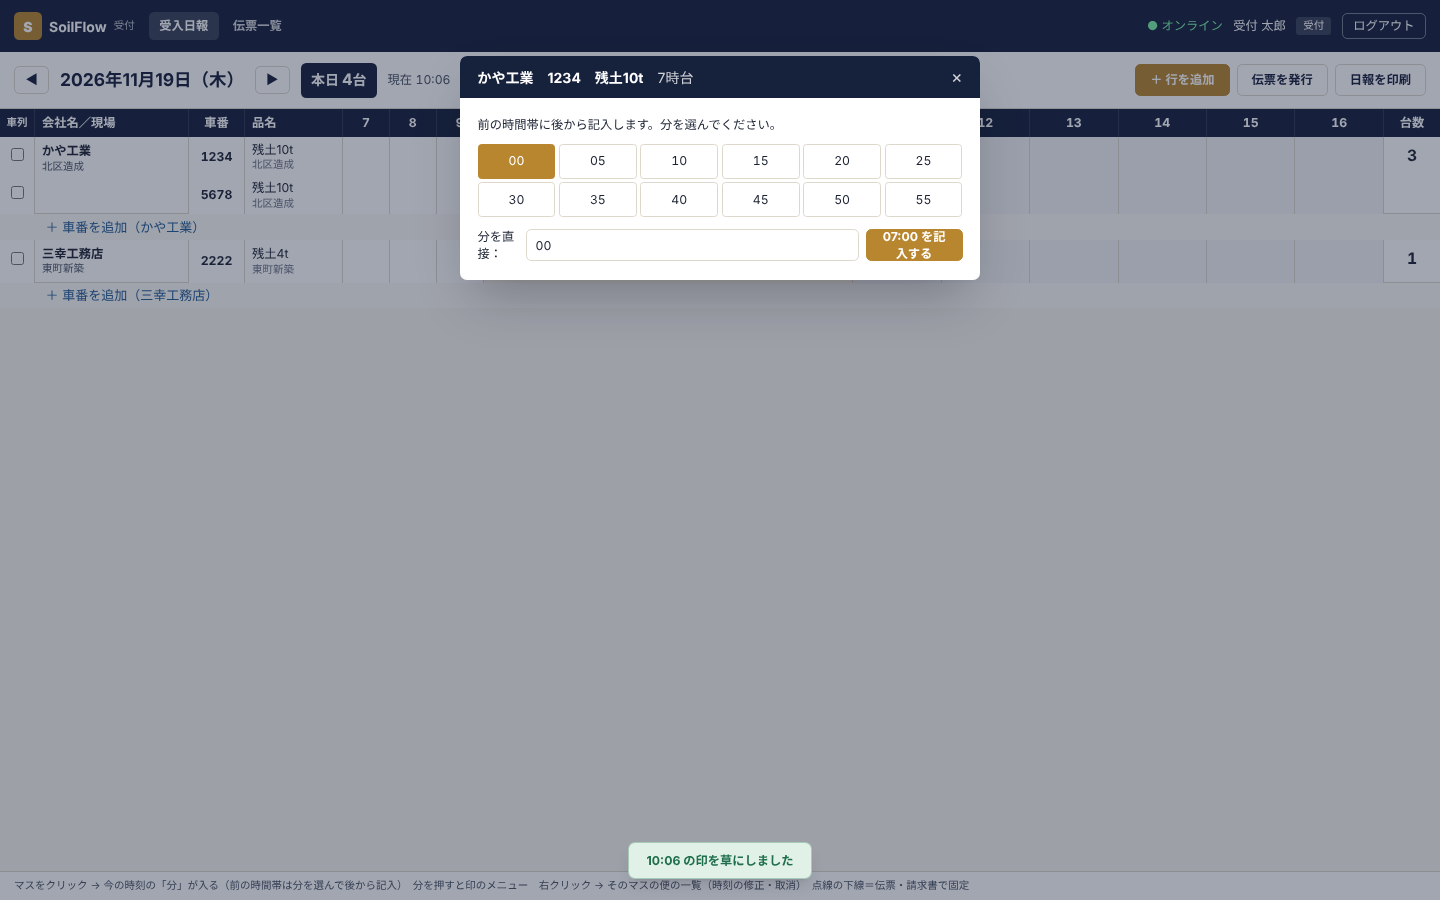 S SoilFlow 受付 受入日報 伝票一覧 オンライン 受付 太郎 受付 ログアウト
◀ 2026年11月19日（木） ▶ 本日 4台 現在 10:06 ＋ 行を追加 伝票を発行 日報を印刷
かや工業 1234 残土10t 7時台 ×
前の時間帯に後から記入します。分を選んでください。
00 05 10 15 20 25
30 35 40 45 50 55
分を直
接：
00
07:00 を記
入する
車列 会社名／現場 車番 品名 7 8 12 13 14 15 16 台数
かや工業 1234 残土10t 3
北区造成 北区造成
5678 残土10t
北区造成
＋ 車番を追加（かや工業）
三幸工務店 2222 残土4t 1
東町新築 東町新築
＋ 車番を追加（三幸工務店）
10:06 の印を草にしました
マスをクリック → 今の時刻の「分」が入る（前の時間帯は分を選んで後から記入） 分を押すと印のメニュー 右クリック → そのマスの便の一覧（時刻の修正・取消） 点線の下線＝伝票・請求書で固定